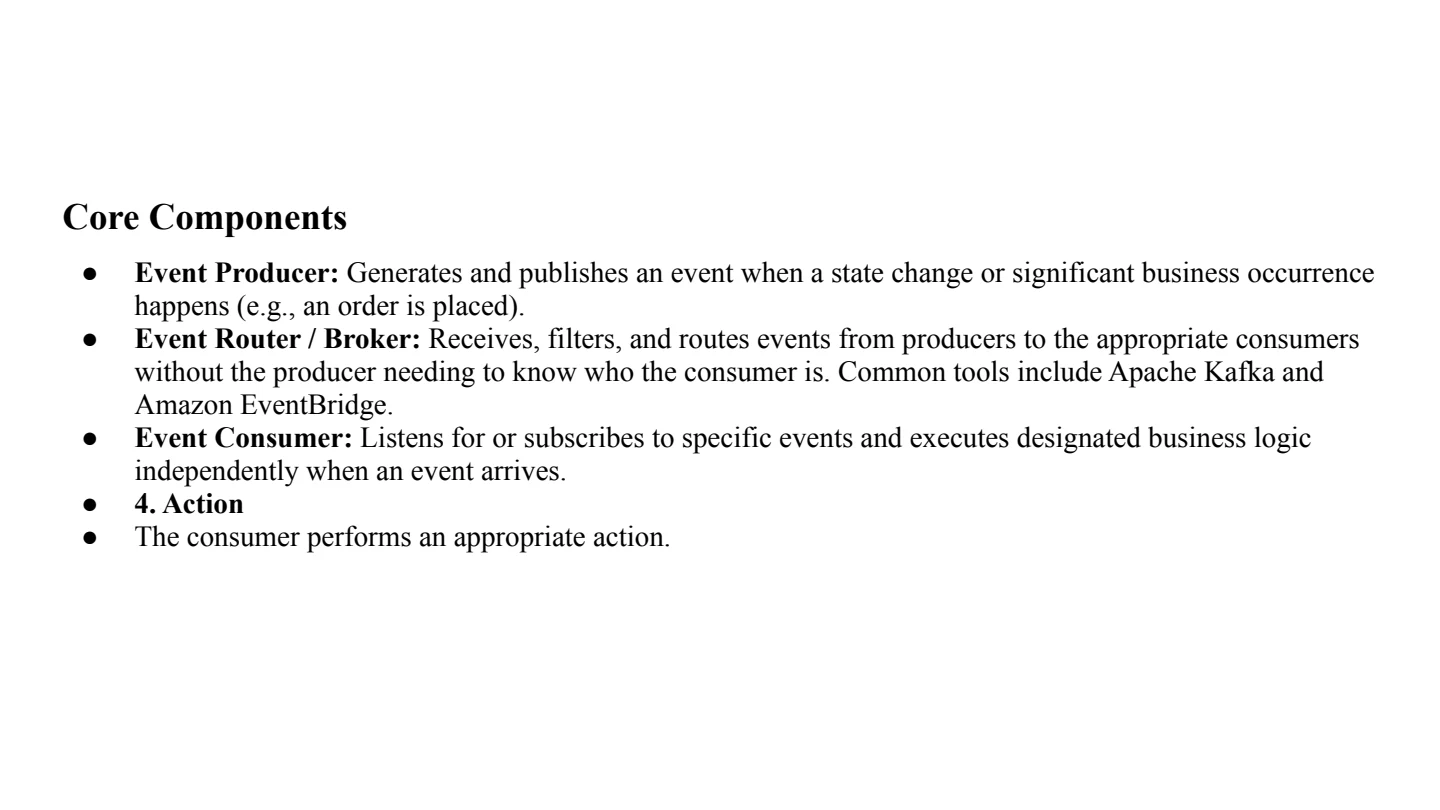 Core Components
● Event Producer: Generates and publishes an event when a state change or significant business occurrence
happens (e.g., an order is placed).
● Event Router / Broker: Receives, filters, and routes events from producers to the appropriate consumers
without the producer needing to know who the consumer is. Common tools include Apache Kafka and
Amazon EventBridge.
● Event Consumer: Listens for or subscribes to specific events and executes designated business logic
independently when an event arrives.
● 4. Action
● The consumer performs an appropriate action.